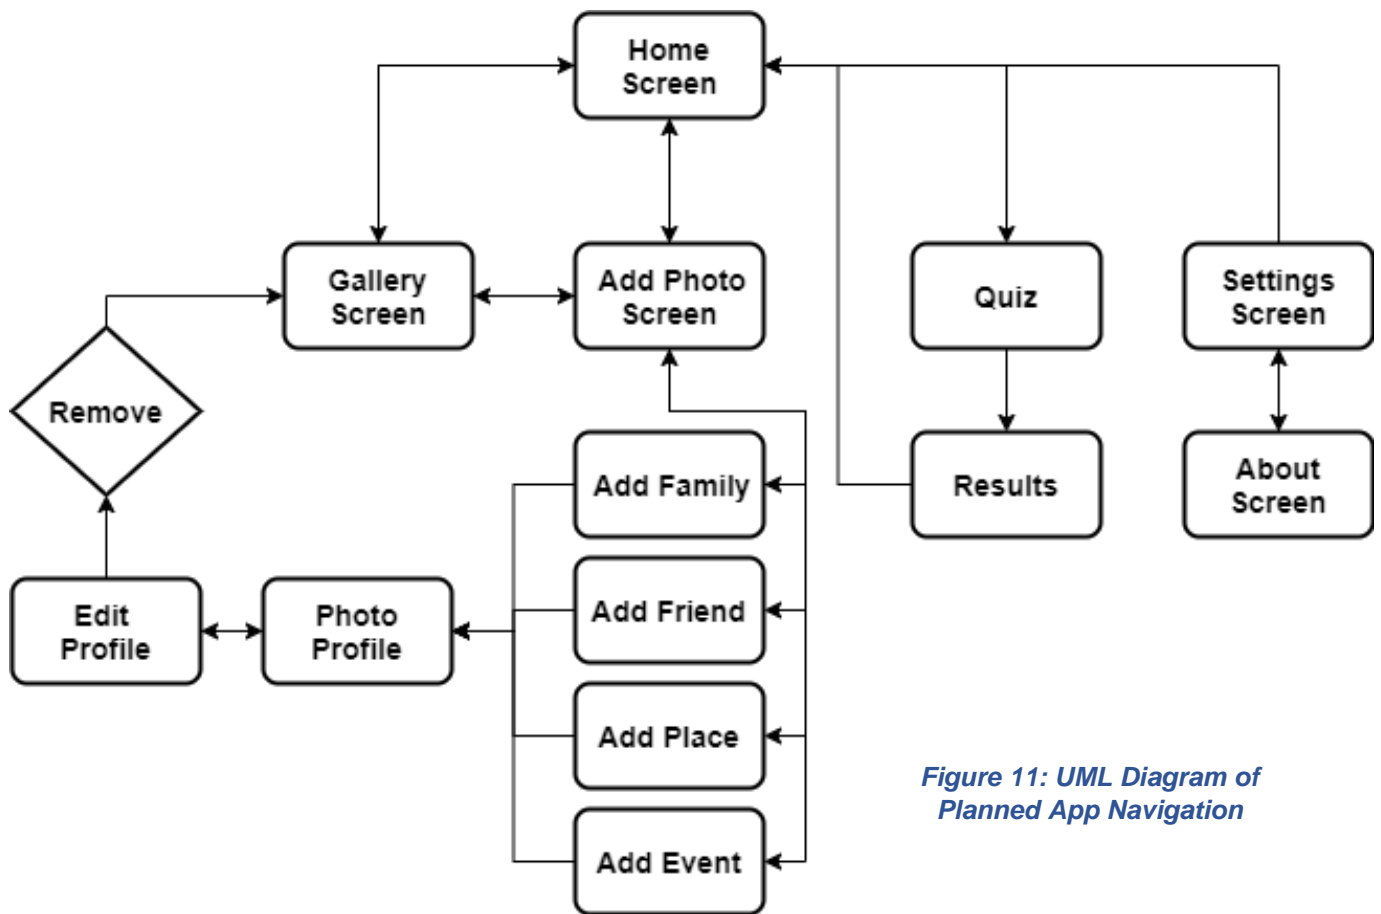 Home
Screen
Gallery
Screen
Add Photo
Screen
Quiz
Settings
Screen
Remove
Add Family
Results
About
Screen
Edit
Profile
Photo
Profile
Add Friend
Add Place
Add Event
Figure 11: UML Diagram of
Planned App Navigation